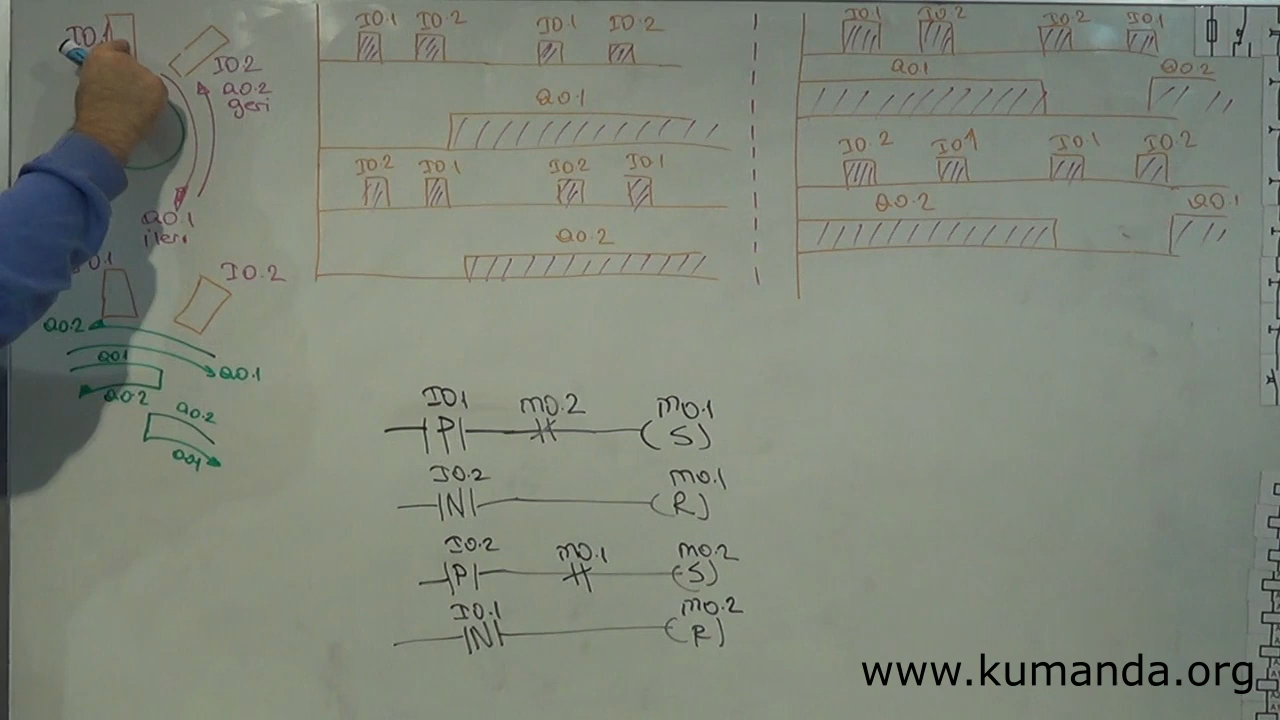 I0.1
I0.2
Q0.2
geri
Q0.1
ileri
I0.2
Q0.2
Q0.1
Q0.1
Q0.2
Q0.2
Q0.1
I0.1 I0.2 I0.1 I0.2
Q0.1
I0.2 I0.1 I0.2 I0.1
Q0.2
I0.1 I0.2 I0.2 I0.1
Q0.1 Q0.2
I0.2 I0.1 I0.1 I0.2
Q0.2 Q0.1
I0.1 M0.2 M0.1
P (S)
I0.2 M0.1
N (R)
I0.2 M0.1 M0.2
P (S)
I0.1 M0.2
N (R)
www.kumanda.org